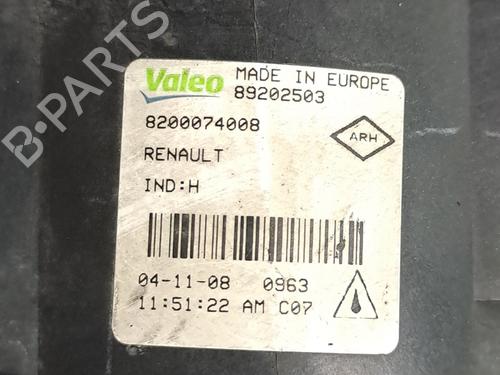 B-PARTS
Valeo MADE IN EUROPE
89202503
8200074008
ARH
RENAULT
IND:H
04-11-08 0963
11:51:22 AM C07